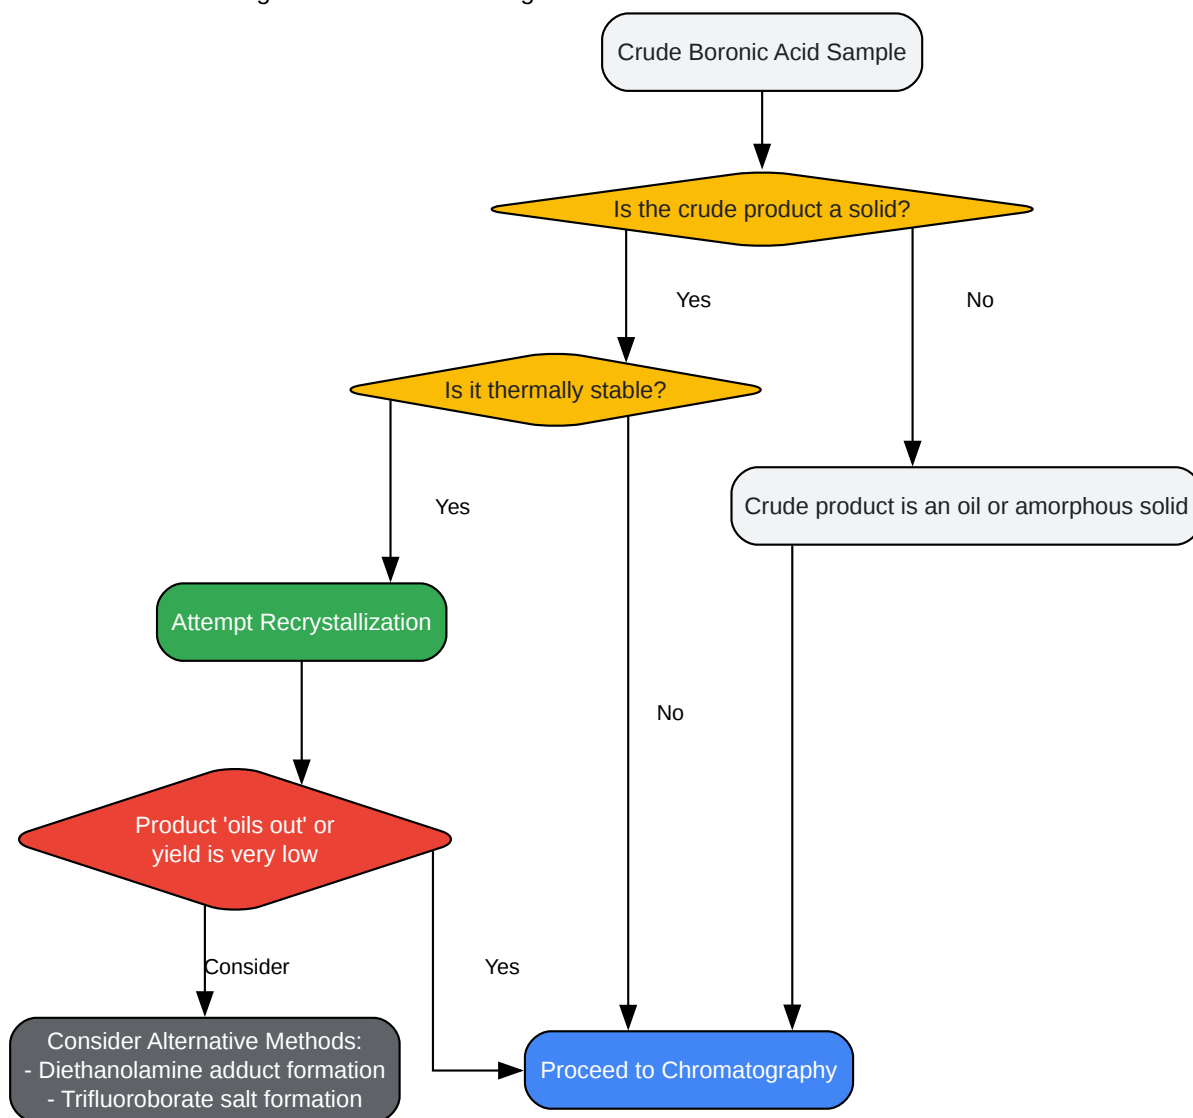 Crude Boronic Acid Sample
Is the crude product a solid?
Yes
No
Is it thermally stable?
Yes
Crude product is an oil or amorphous solid
Attempt Recrystallization
No
Product 'oils out' or
yield is very low
Consider
Yes
Consider Alternative Methods:
- Diethanolamine adduct formation
- Trifluoroborate salt formation
Proceed to Chromatography